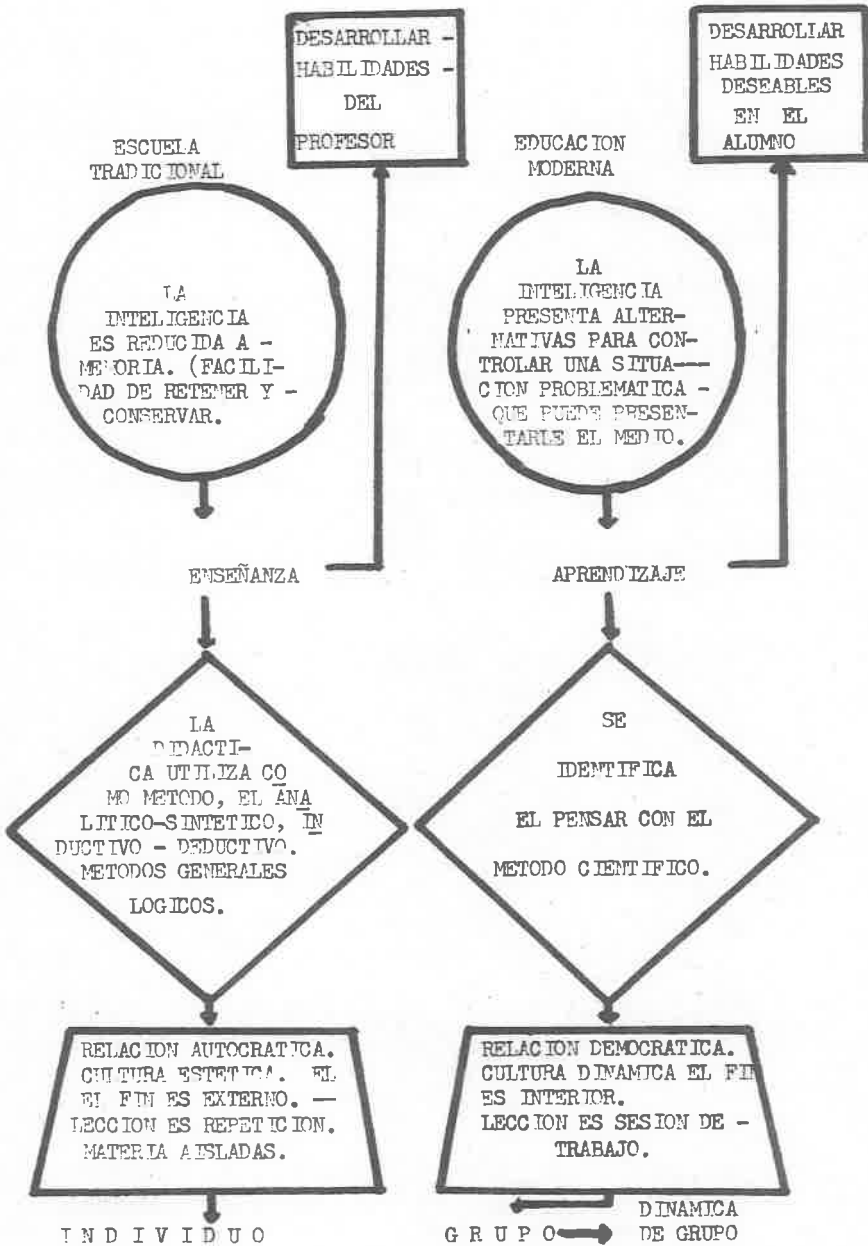 DESARROLLAR -
HABILIDADES -
DEL
PROFESOR
ESCUELA
TRADICIONAL
LA
INTELIGENCIA
ES REDUCIDA A -
MEMORIA. (FACILI-
DAD DE RETENER Y -
CONSERVAR.
ENSEÑANZA
LA
DIDACTI-
CA UTILIZA CO
MO METODO, EL ANA
LITICO-SINTETICO, IN
DUCTIVO - DEDUCTIVO.
METODOS GENERALES
LOGICOS.
RELACION AUTOCRATICA.
CULTURA ESTETICA. EL
EL FIN ES EXTERNO. —
LECCION ES REPETICION.
MATERIA AISLADAS.
INDIVIDUO
DESARROLLAR
HABILIDADES
DESEABLES
EN EL
ALUMNO
EDUCACION
MODERNA
LA
INTELIGENCIA
PRESENTA ALTER-
NATIVAS PARA CON-
TROLAR UNA SITUA-—
CION PROBLEMATICA -
QUE PUEDE PRESEN-
TARLE EL MEDIO.
APRENDIZAJE
SE
IDENTIFICA
EL PENSAR CON EL
METODO CIENTIFICO.
RELACION DEMOCRATICA.
CULTURA DINAMICA EL FIN
ES INTERIOR.
LECCION ES SESION DE -
TRABAJO.
GRUPO
DINAMICA
DE GRUPO